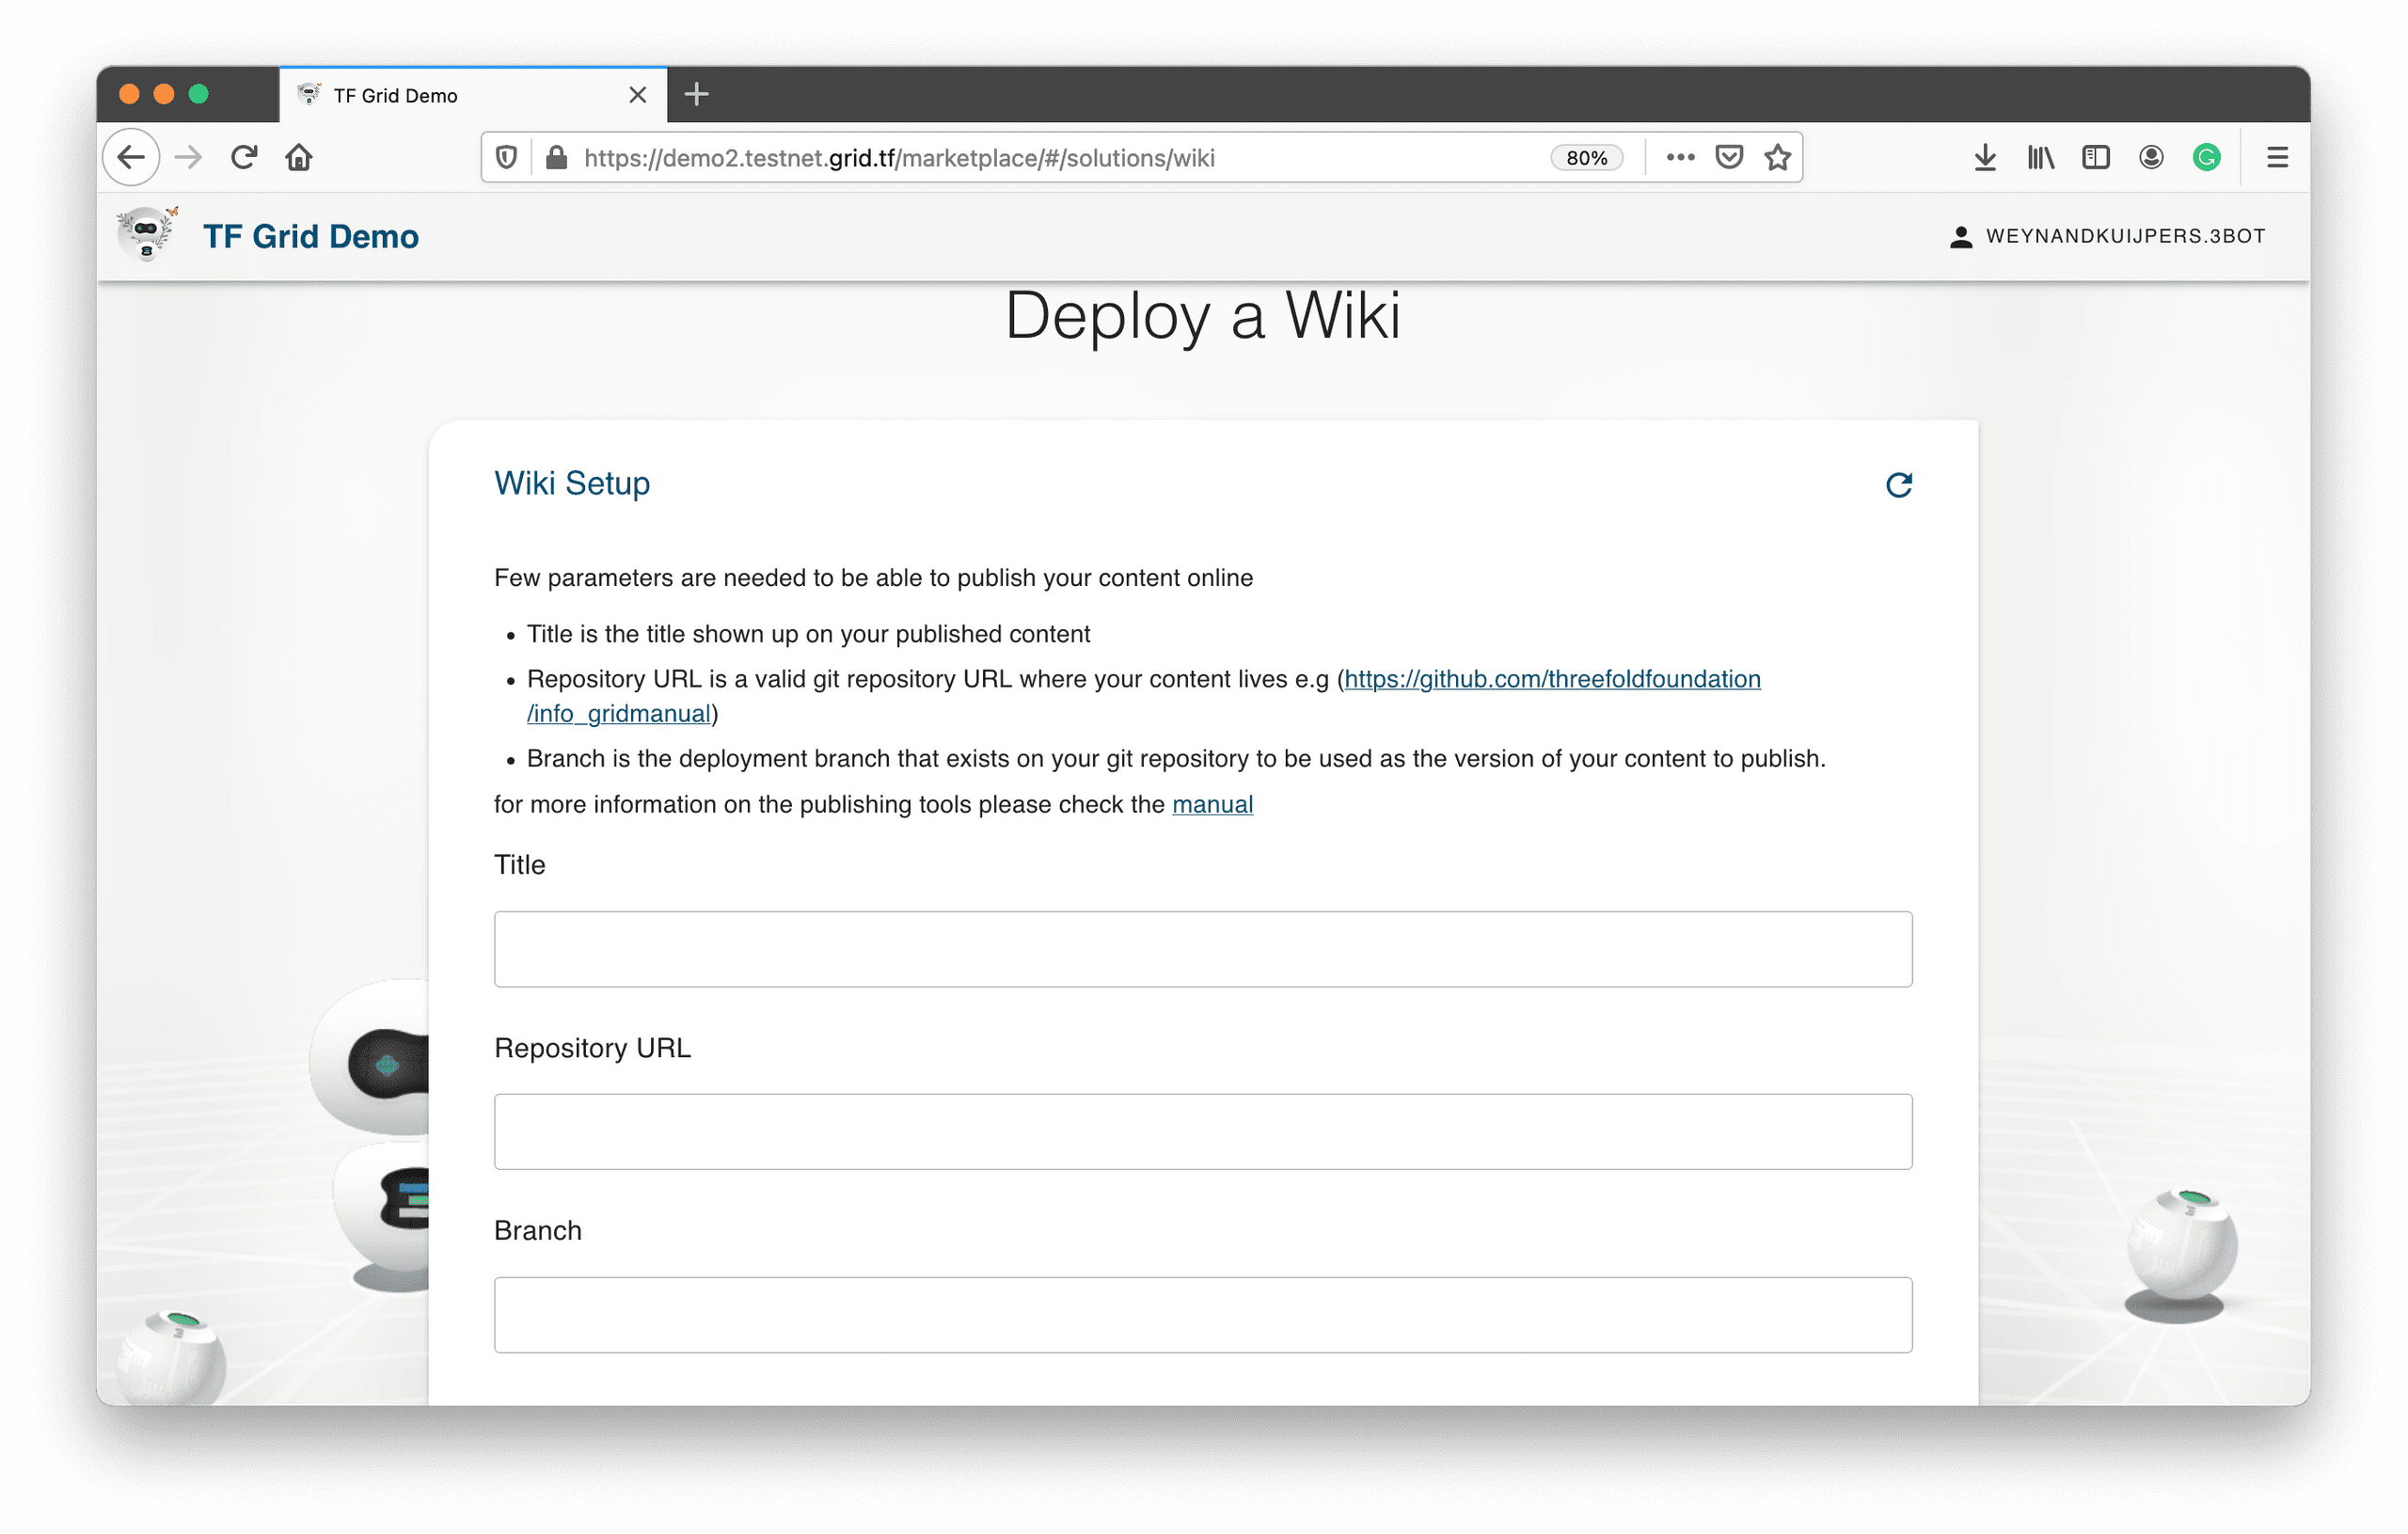 TF Grid Demo
https://demo2.testnet.grid.tf/marketplace/#/solutions/wiki
80%
TF Grid Demo
WEYNANDKUIJPERS.3BOT
Deploy a Wiki
Wiki Setup
Few parameters are needed to be able to publish your content online
• Title is the title shown up on your published content
• Repository URL is a valid git repository URL where your content lives e.g (https://github.com/threefoldfoundation
/info_gridmanual)
• Branch is the deployment branch that exists on your git repository to be used as the version of your content to publish.
for more information on the publishing tools please check the manual
Title
Repository URL
Branch